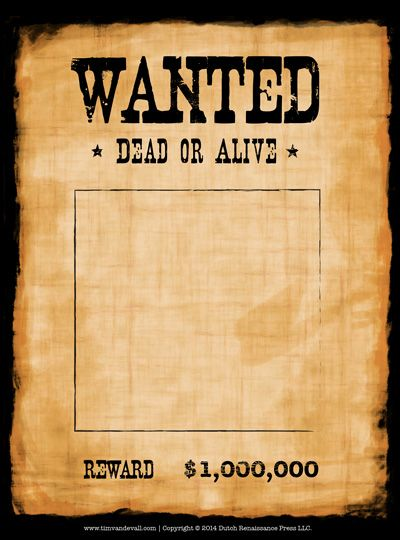 WANTED
★ DEAD OR ALIVE ★
REWARD $1,000,000
www.timvandevall.com | Copyright © 2014 Dutch Renaissance Press LLC.